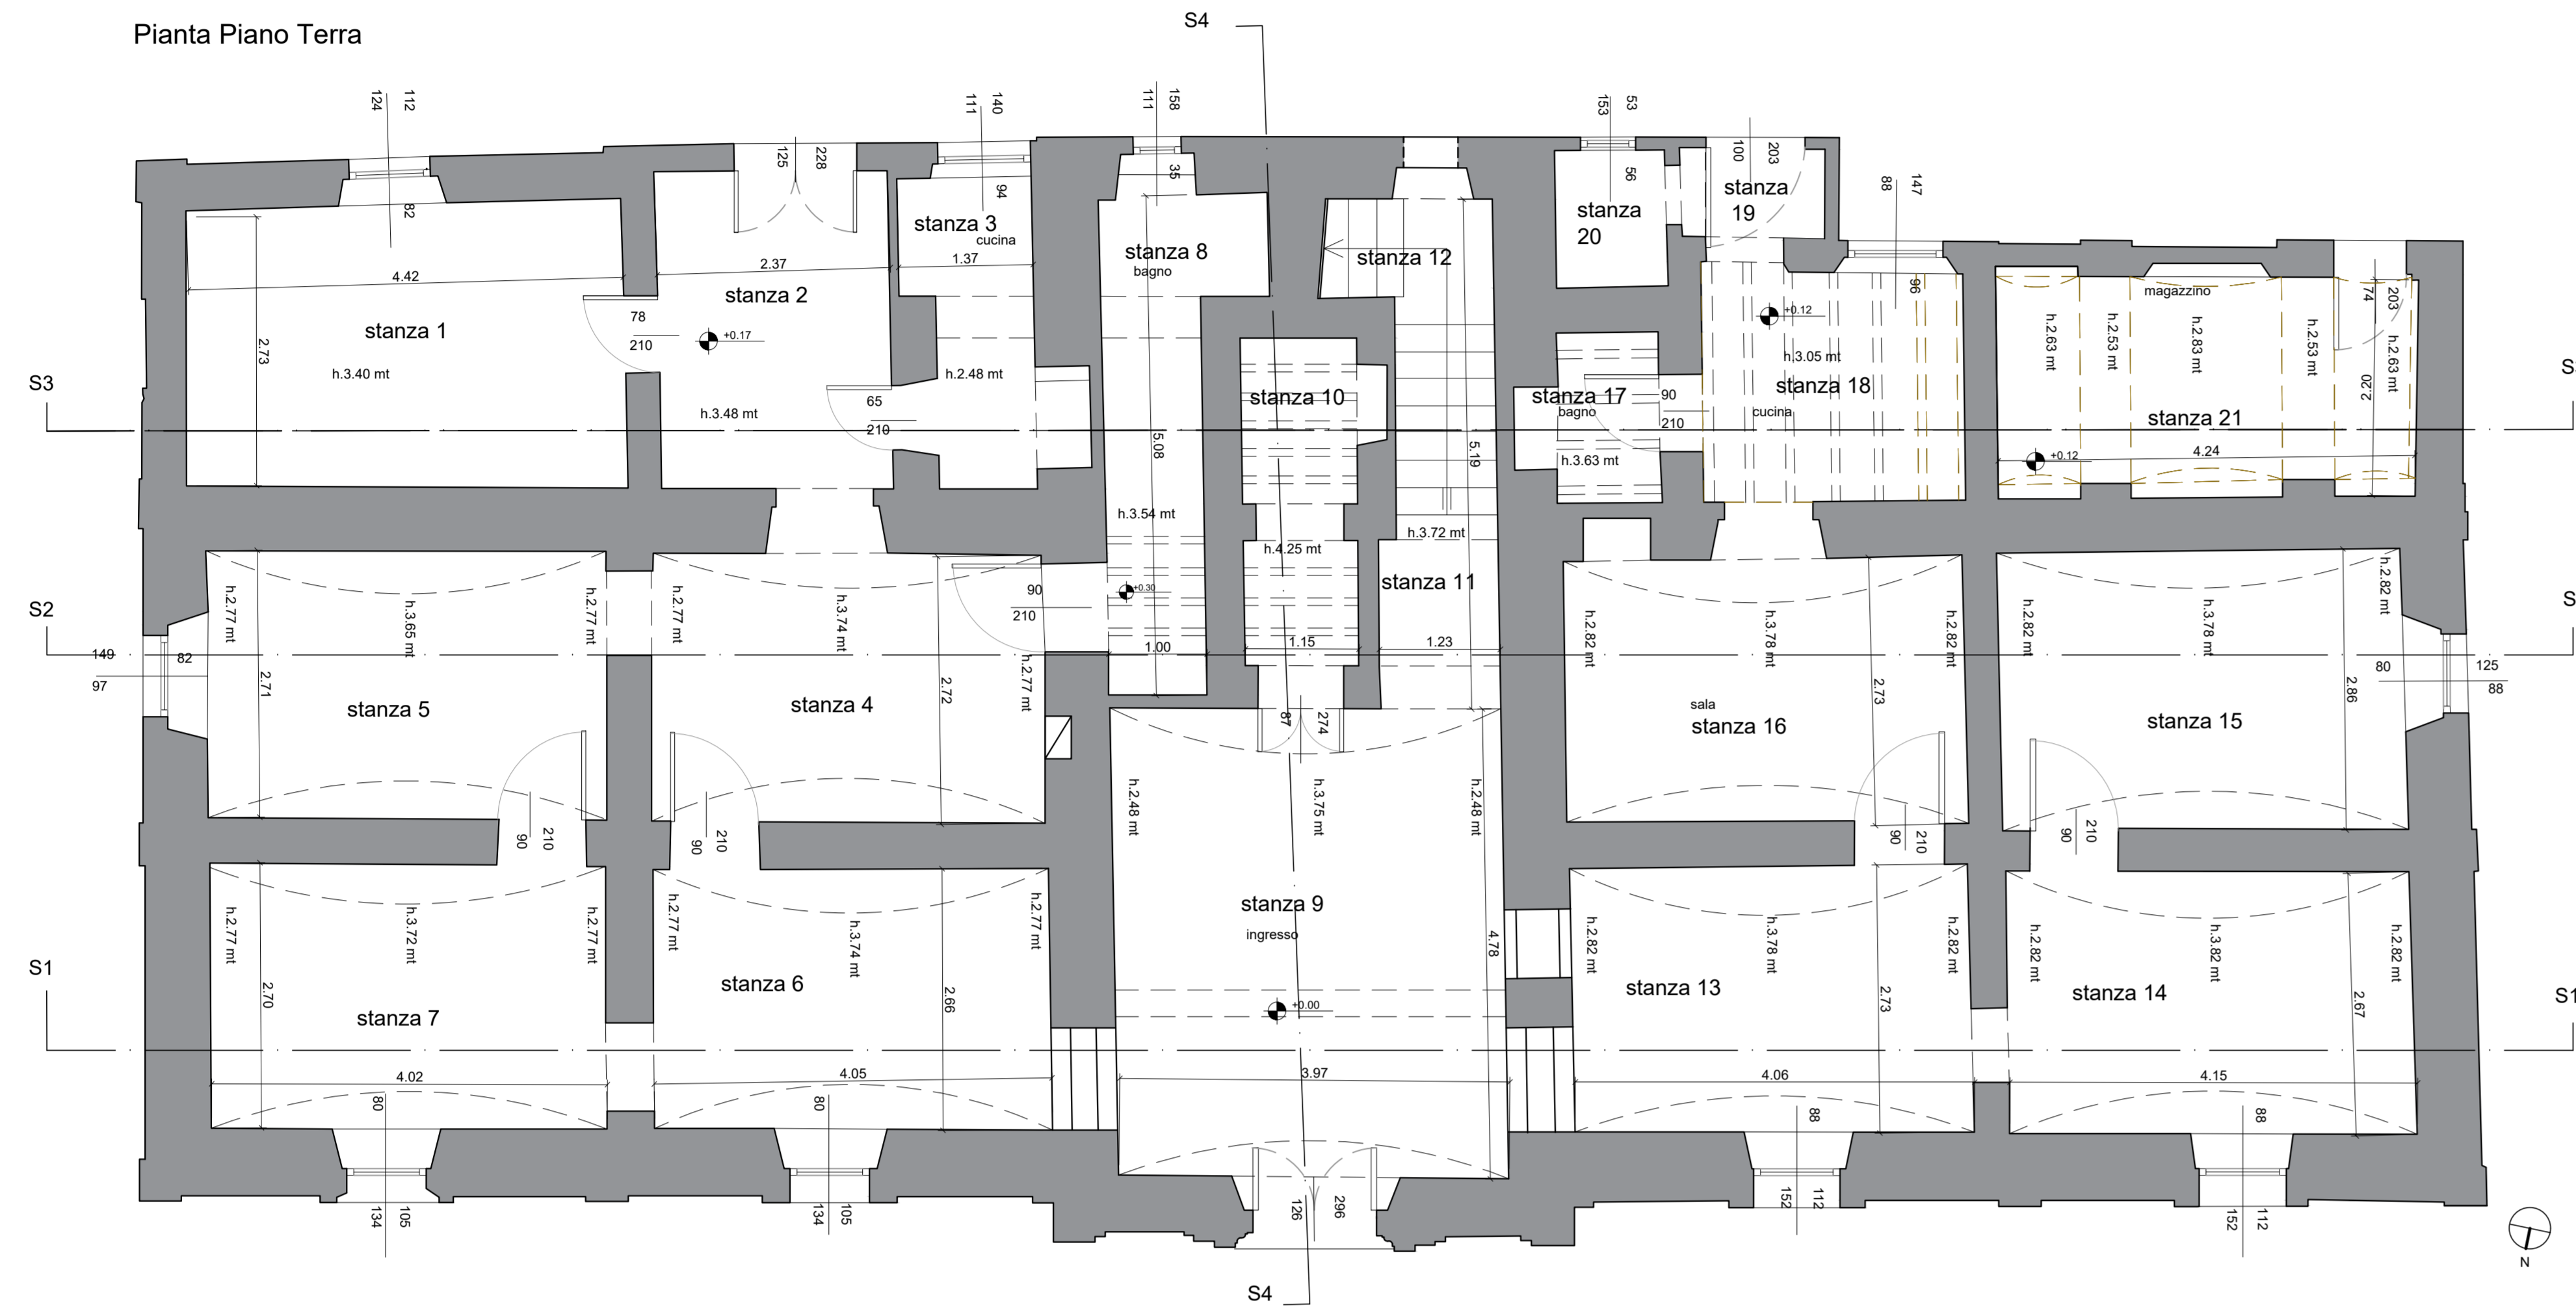 Pianta Piano Terra
S4
124
112
111
140
111
158
153
53
125
228
35
56
100
203
88
147
82
94
stanza 3
cucina
stanza 8
bagno
stanza 12
stanza
20
stanza
19
4.42
2.37
1.37
stanza 2
stanza 1
2.73
h.3.40 mt
78
210
+0.17
h.3.48 mt
65
210
h.2.48 mt
96
+0.12
h.3.05 mt
stanza 18
cucina
magazzino
74
203
h.2.63 mt
h.2.53 mt
h.2.83 mt
h.2.53 mt
h.2.63 mt
2.20
stanza 21
4.24
+0.12
S3
S
stanza 10
stanza 17
bagno
90
210
h.3.63 mt
5.08
5.19
h.3.54 mt
h.4.25 mt
h.3.72 mt
stanza 11
S2
S
149
97
82
h.2.77 mt
h.3.65 mt
h.2.77 mt
2.71
stanza 5
h.2.77 mt
h.3.74 mt
h.2.77 mt
2.72
stanza 4
90
210
+0.30
1.00
1.15
1.23
87
274
h.2.82 mt
h.3.78 mt
h.2.82 mt
2.73
sala
stanza 16
h.2.82 mt
h.3.78 mt
h.2.82 mt
2.86
stanza 15
80
125
88
90
210
90
210
90
210
90
210
h.2.48 mt
h.3.75 mt
h.2.48 mt
stanza 9
ingresso
4.78
+0.00
3.97
S1
S1
h.2.77 mt
h.3.72 mt
h.2.77 mt
2.70
stanza 7
4.02
h.2.77 mt
h.3.74 mt
h.2.77 mt
2.66
stanza 6
4.05
h.2.82 mt
h.3.78 mt
h.2.82 mt
2.73
stanza 13
4.06
h.2.82 mt
h.3.82 mt
h.2.82 mt
2.67
stanza 14
4.15
80
80
88
88
134
105
134
105
126
296
152
112
152
112
S4
N